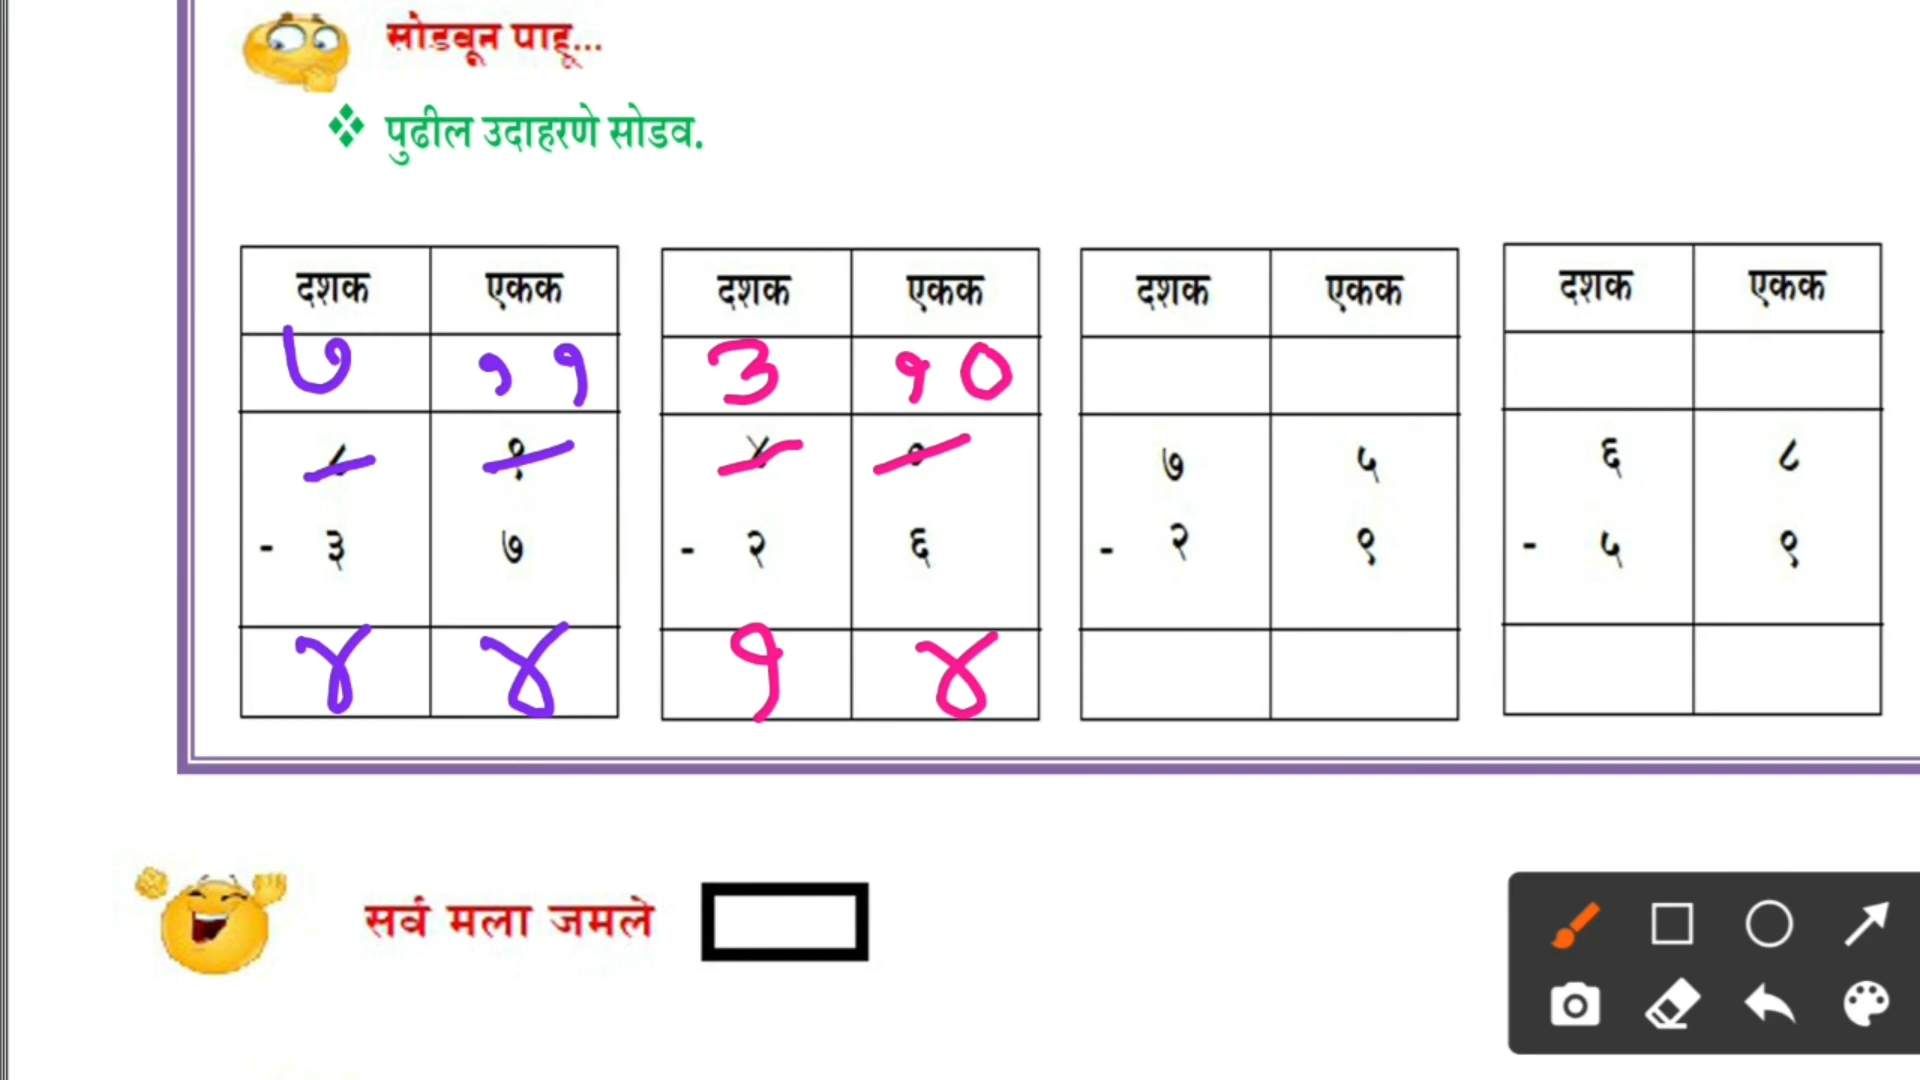 सोडवून पाहू...
❖ पुढील उदाहरणे सोडव.
दशक एकक दशक एकक दशक एकक दशक एकक
७ ११ ३ १०
८ १ ४ ० ७ ५ ६ ८
- ३ ७ - २ ६ - २ ९ - ५ ९
४ ४ १ ४
सर्व मला जमले